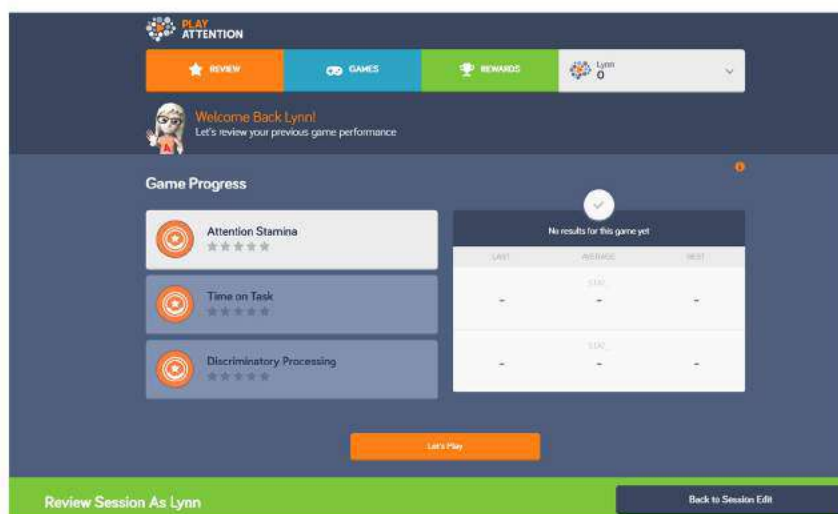 PLAY
ATTENTION
REVIEW
GAMES
REWARDS
Lynn
0
Welcome Back Lynn!
Let's review your previous game performance
Game Progress
Attention Stamina
Time on Task
Discriminatory Processing
No results for this game yet
LAST AVERAGE BEST
STAT
- - -
STAT
- - -
Let's Play
Review Session As Lynn
Back to Session Edit